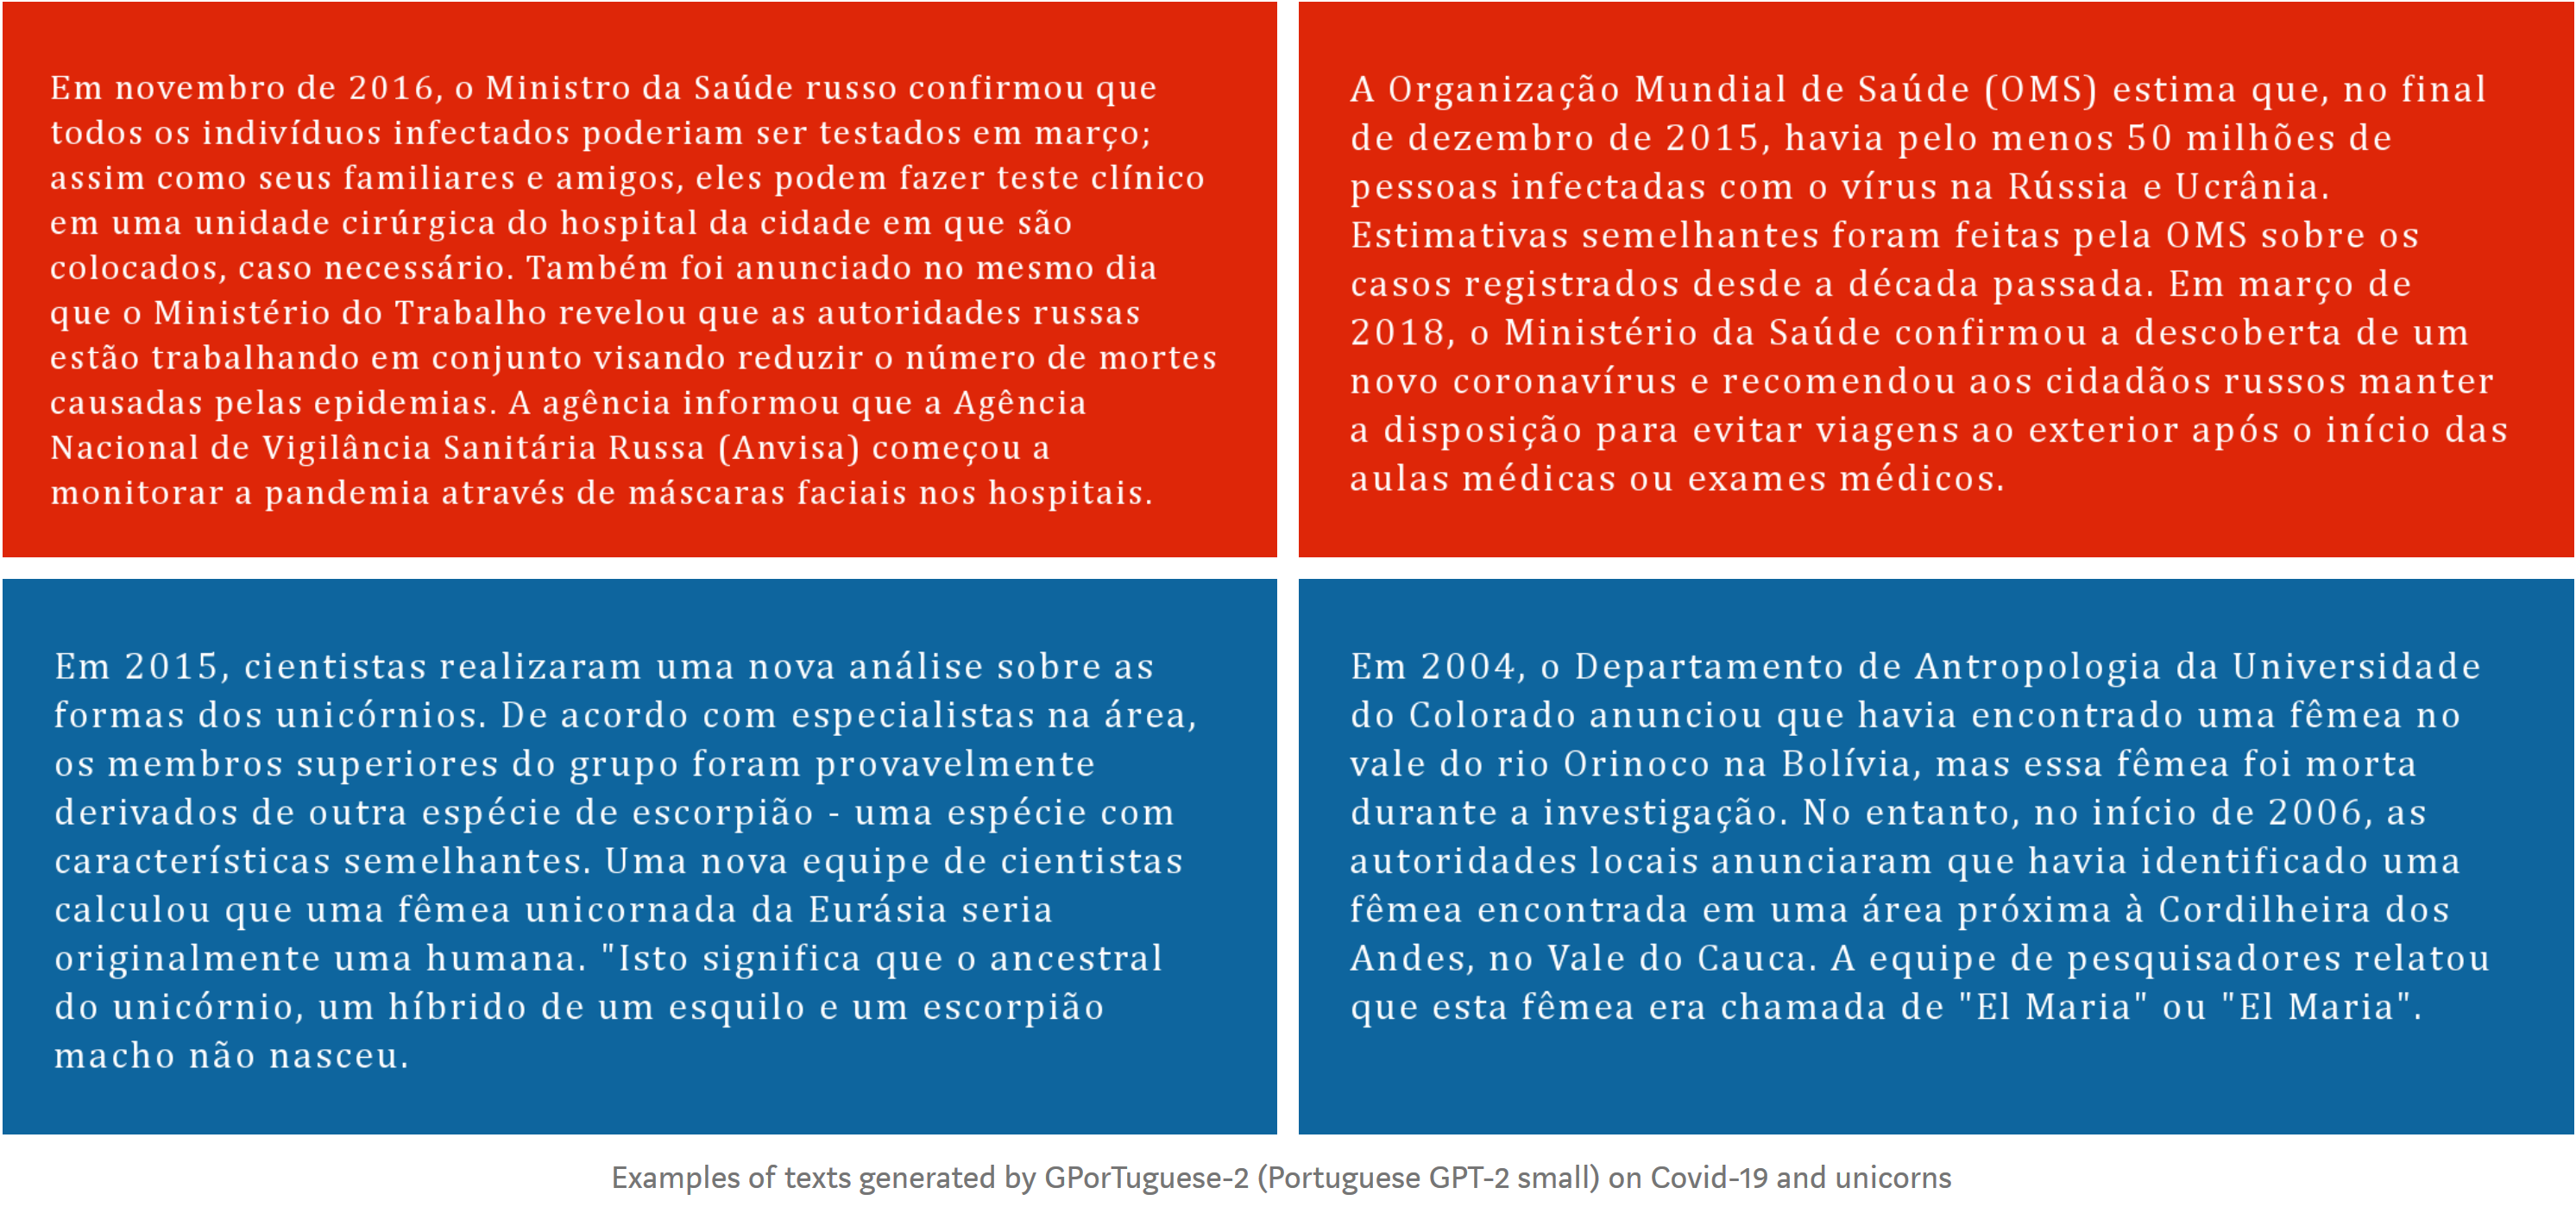 Em novembro de 2016, o Ministro da Saúde russo confirmou que
todos os indivíduos infectados poderiam ser testados em março;
assim como seus familiares e amigos, eles podem fazer teste clínico
em uma unidade cirúrgica do hospital da cidade em que são
colocados, caso necessário. Também foi anunciado no mesmo dia
que o Ministério do Trabalho revelou que as autoridades russas
estão trabalhando em conjunto visando reduzir o número de mortes
causadas pelas epidemias. A agência informou que a Agência
Nacional de Vigilância Sanitária Russa (Anvisa) começou a
monitorar a pandemia através de máscaras faciais nos hospitais.
A Organização Mundial de Saúde (OMS) estima que, no final
de dezembro de 2015, havia pelo menos 50 milhões de
pessoas infectadas com o vírus na Rússia e Ucrânia.
Estimativas semelhantes foram feitas pela OMS sobre os
casos registrados desde a década passada. Em março de
2018, o Ministério da Saúde confirmou a descoberta de um
novo coronavírus e recomendou aos cidadãos russos manter
a disposição para evitar viagens ao exterior após o início das
aulas médicas ou exames médicos.
Em 2015, cientistas realizaram uma nova análise sobre as
formas dos unicórnios. De acordo com especialistas na área,
os membros superiores do grupo foram provavelmente
derivados de outra espécie de escorpião - uma espécie com
características semelhantes. Uma nova equipe de cientistas
calculou que uma fêmea unicornada da Eurásia seria
originalmente uma humana. "Isto significa que o ancestral
do unicórnio, um híbrido de um esquilo e um escorpião
macho não nasceu.
Em 2004, o Departamento de Antropologia da Universidade
do Colorado anunciou que havia encontrado uma fêmea no
vale do rio Orinoco na Bolívia, mas essa fêmea foi morta
durante a investigação. No entanto, no início de 2006, as
autoridades locais anunciaram que havia identificado uma
fêmea encontrada em uma área próxima à Cordilheira dos
Andes, no Vale do Cauca. A equipe de pesquisadores relatou
que esta fêmea era chamada de "El Maria" ou "El Maria".
Examples of texts generated by GPorTuguese-2 (Portuguese GPT-2 small) on Covid-19 and unicorns